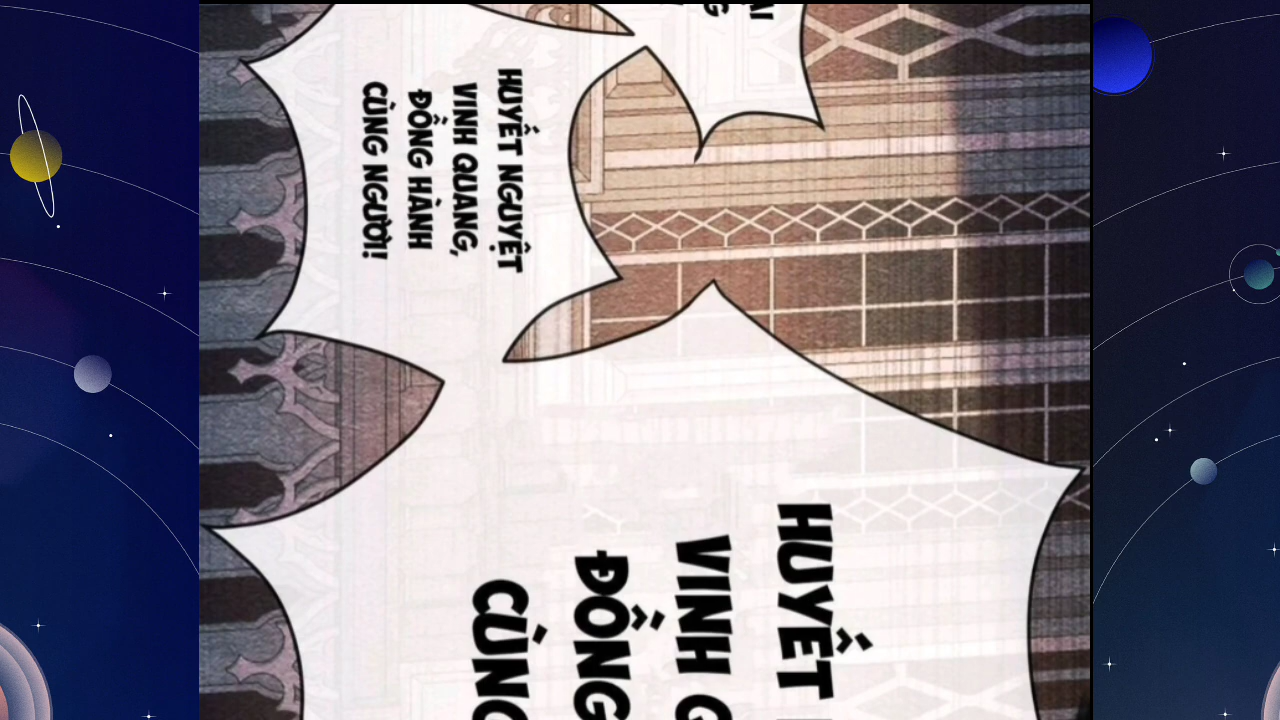 HUYẾT NGUYỆT
VINH QUANG,
ĐỒNG HÀNH
CÙNG NGƯỜI!
HUYẾT
VINH
ĐỒNG
CÙNG